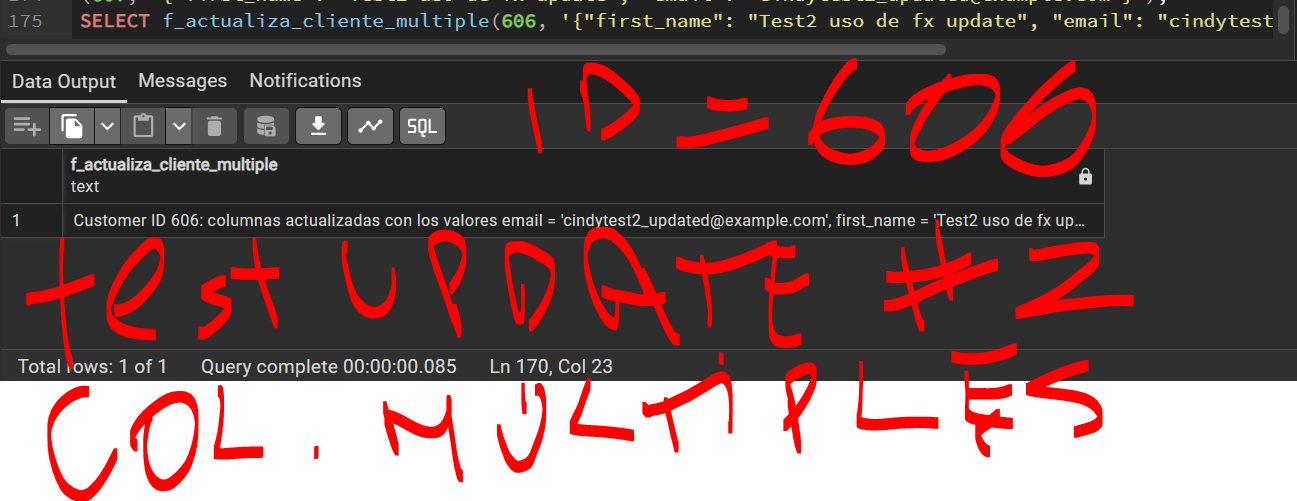 175 SELECT f_actualiza_cliente_multiple(606, '{"first_name": "Test2 uso de fx update", "email": "cindytest
Data Output Messages Notifications
ID = 606
SQL
f_actualiza_cliente_multiple
text
1 Customer ID 606: columnas actualizadas con los valores email = 'cindytest2_updated@example.com', first_name = 'Test2 uso de fx up...
test UPDATE #2
Total rows: 1 of 1 Query complete 00:00:00.085 Ln 170, Col 23
COL. MULTIPLES